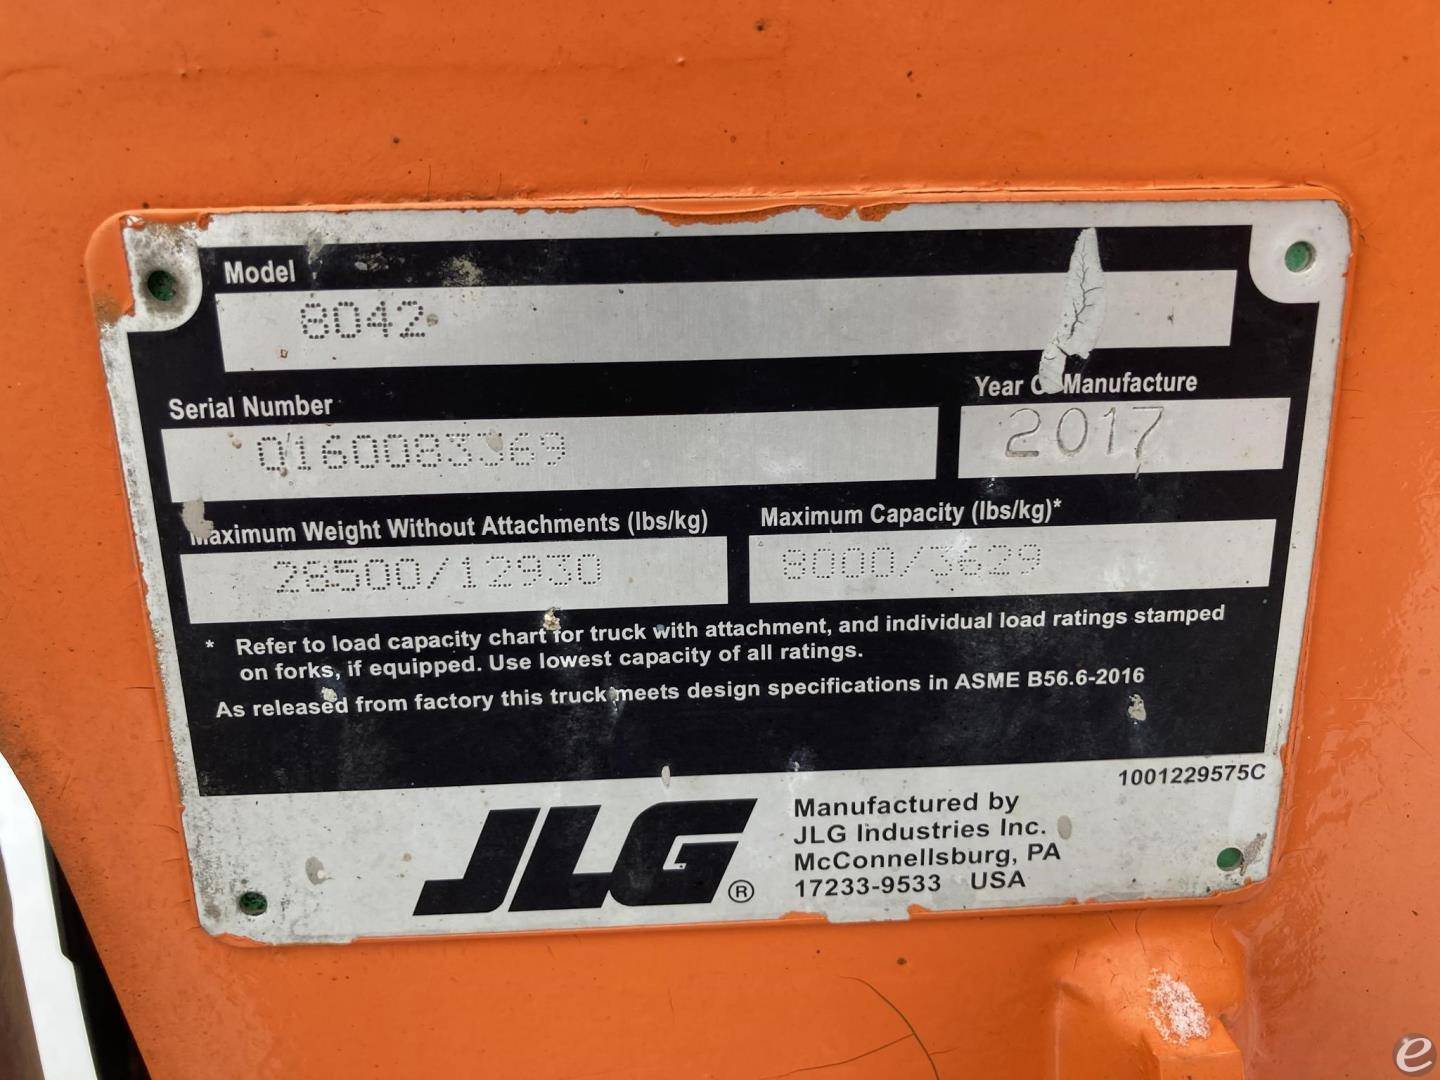 Model
8042
Serial Number
0160083369
Year Of Manufacture
2017
Maximum Weight Without Attachments (lbs/kg)
28500/12930
Maximum Capacity (lbs/kg)*
8000/3629
* Refer to load capacity chart for truck with attachment, and individual load ratings stamped
on forks, if equipped. Use lowest capacity of all ratings.
As released from factory this truck meets design specifications in ASME B56.6-2016
1001229575C
JLG®
Manufactured by
JLG Industries Inc.
McConnellsburg, PA
17233-9533 USA
e